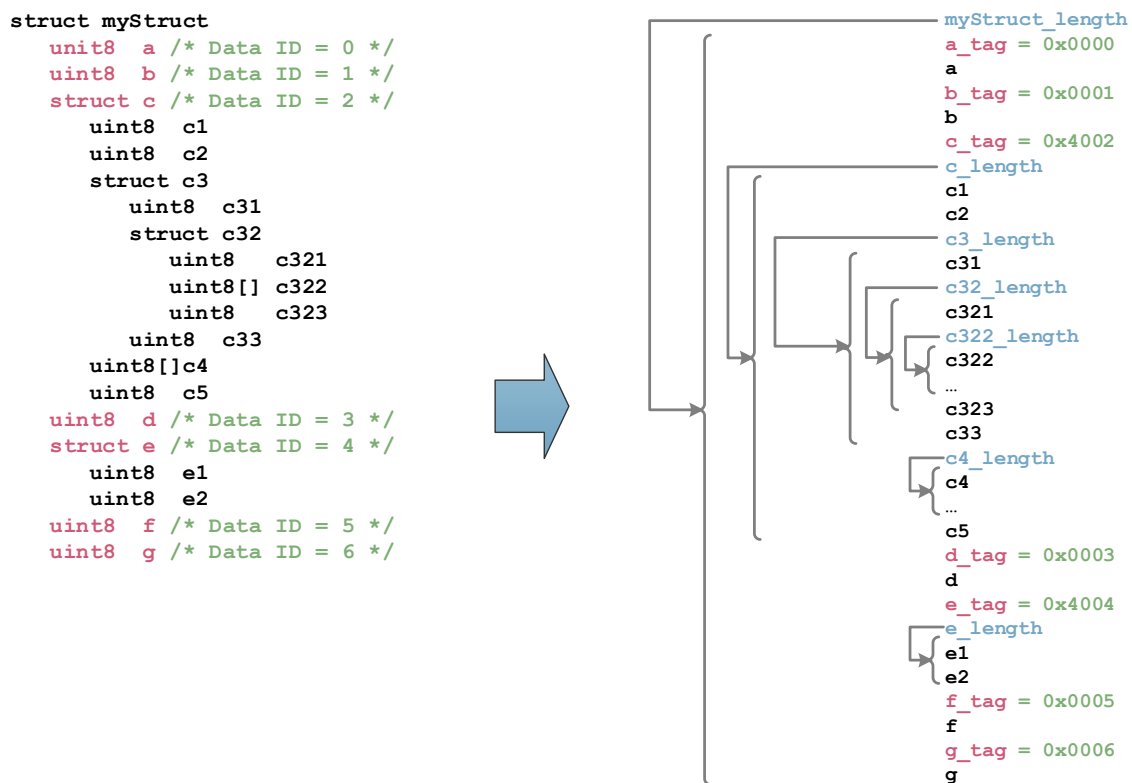 struct myStruct
unit8 a /* Data ID = 0 */
uint8 b /* Data ID = 1 */
struct c /* Data ID = 2 */
uint8 c1
uint8 c2
struct c3
uint8 c31
struct c32
uint8 c321
uint8[] c322
uint8 c323
uint8 c33
uint8[]c4
uint8 c5
uint8 d /* Data ID = 3 */
struct e /* Data ID = 4 */
uint8 e1
uint8 e2
uint8 f /* Data ID = 5 */
uint8 g /* Data ID = 6 */
myStruct_length
a_tag = 0x0000
a
b_tag = 0x0001
b
c_tag = 0x4002
c_length
c1
c2
c3_length
c31
c32_length
c321
c322_length
c322
…
c323
c33
c4_length
c4
…
c5
d_tag = 0x0003
d
e_tag = 0x4004
e_length
e1
e2
f_tag = 0x0005
f
g_tag = 0x0006
g